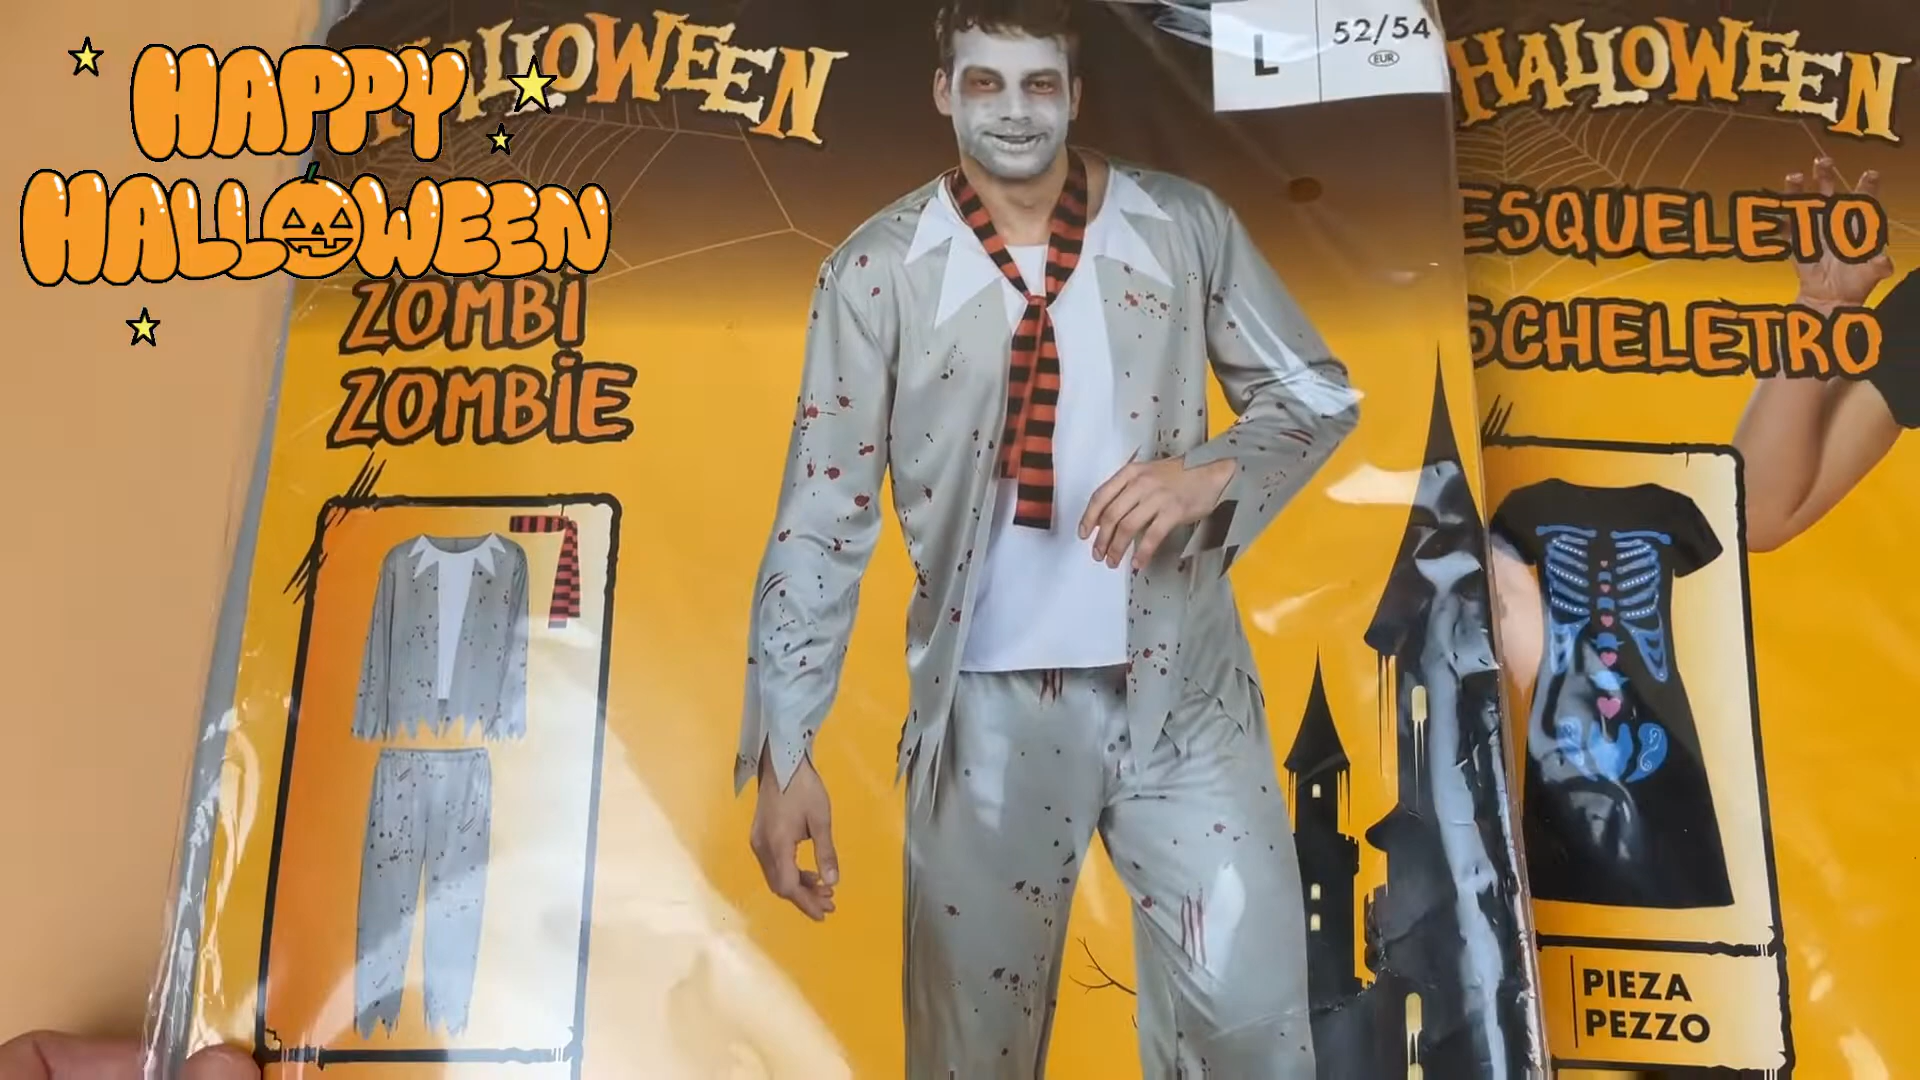 HAPPY
HALLOWEEN
HALLOWEEN
ZOMBI
ZOMBIE
L
52/54
EUR
HALLOWEEN
ESQUELETO
SCHELETRO
PIEZA
PEZZO